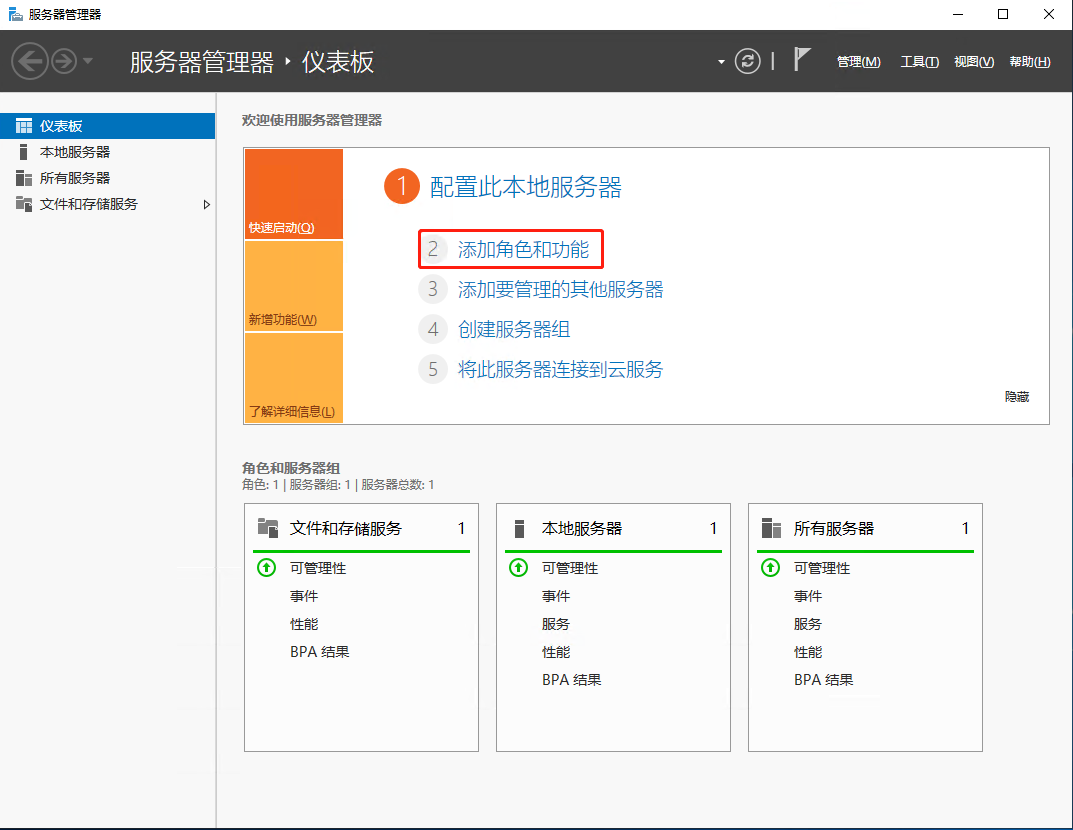 服务器管理器
服务器管理器 · 仪表板
管理(M) 工具(T) 视图(V) 帮助(H)
仪表板
本地服务器
所有服务器
文件和存储服务
欢迎使用服务器管理器
快速启动(Q)
新增功能(W)
了解详细信息(L)
1 配置此本地服务器
2 添加角色和功能
3 添加要管理的其他服务器
4 创建服务器组
5 将此服务器连接到云服务
隐藏
角色和服务器组
角色: 1 | 服务器组: 1 | 服务器总数: 1
文件和存储服务 1
可管理性
事件
性能
BPA 结果
本地服务器 1
可管理性
事件
服务
性能
BPA 结果
所有服务器 1
可管理性
事件
服务
性能
BPA 结果